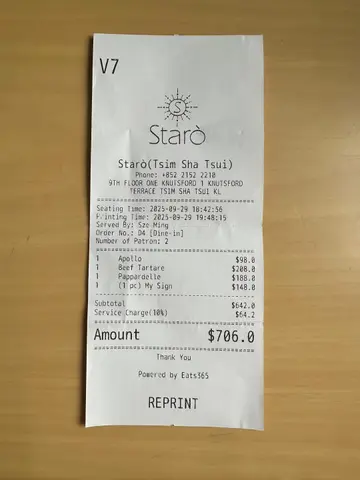 V7
S
Starò
Starò(Tsim Sha Tsui)
Phone: +852 2152 2210
9TH FLOOR ONE KNUTSFORD 1 KNUTSFORD
TERRACE TSIM SHA TSUI KL
Seating Time: 2025-09-29 18:42:56
Printing Time: 2025-09-29 19:48:15
Served By: Sze Ming
Order No.: D4 [Dine-in]
Number of Patron: 2
1 Apollo $98.0
1 Beef Tartare $208.0
1 Pappardelle $188.0
1 (1 pc) My Sign $148.0
Subtotal $642.0
Service Charge(10%) $64.2
Amount $706.0
Thank You
Powered by Eats365
REPRINT